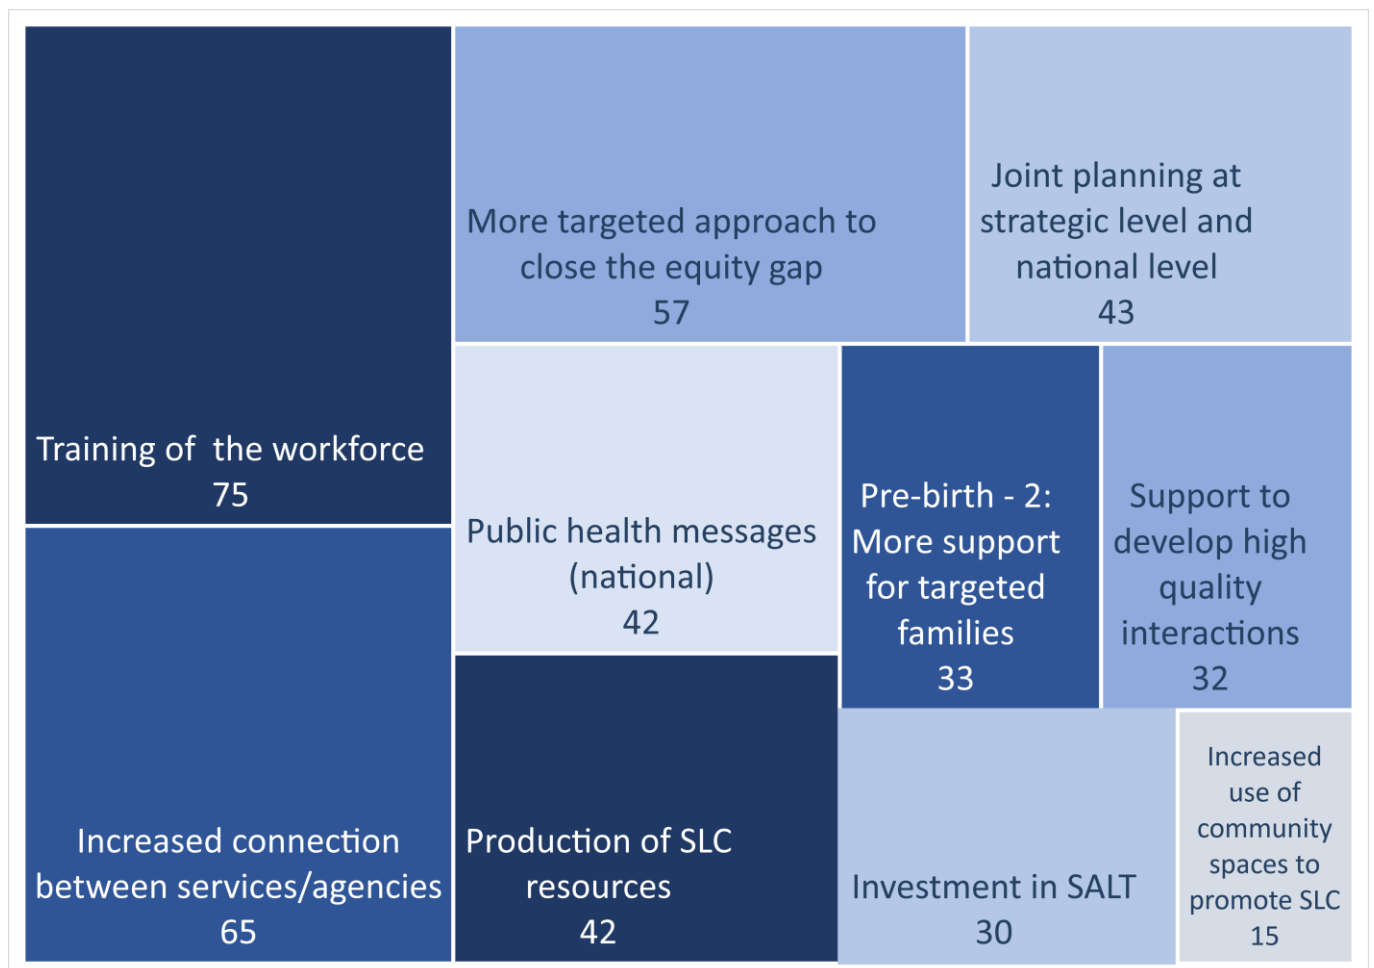 Training of  the workforce
75
Increased connection
between services/agencies
65
More targeted approach to
close the equity gap
57
Joint planning at
strategic level and
national level
43
Public health messages
(national)
42
Production of SLC
resources
42
Pre-birth - 2:
More support
for targeted
families
33
Support to
develop high
quality
interactions
32
Investment in SALT
30
Increased
use of
community
spaces to
promote SLC
15